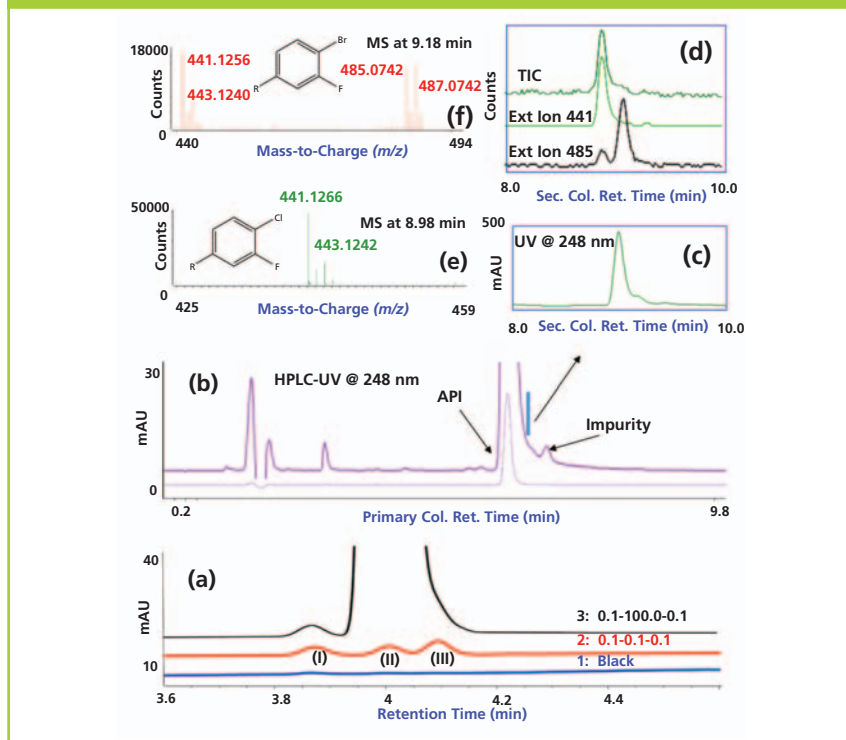 18000
441.1256
443.1240
Br
F
R
MS at 9.18 min
485.0742
487.0742
(f)
Counts
0
440
494
Mass-to-Charge (m/z)
(d)
TIC
Ext Ion 441
Ext Ion 485
Counts
8.0
10.0
Sec. Col. Ret. Time (min)
50000
441.1266
Cl
F
R
MS at 8.98 min
443.1242
(e)
Counts
0
425
459
Mass-to-Charge (m/z)
500
UV @ 248 nm
(c)
mAU
8.0
10.0
Sec. Col. Ret. Time (min)
30
(b)
HPLC-UV @ 248 nm
API
Impurity
mAU
0
0.2
9.8
Primary Col. Ret. Time (min)
40
(a)
mAU
3: 0.1-100.0-0.1
2: 0.1-0.1-0.1
(I)
(II)
(III)
1: Black
10
3.6
3.8
4
4.2
4.4
Retention Time (min)